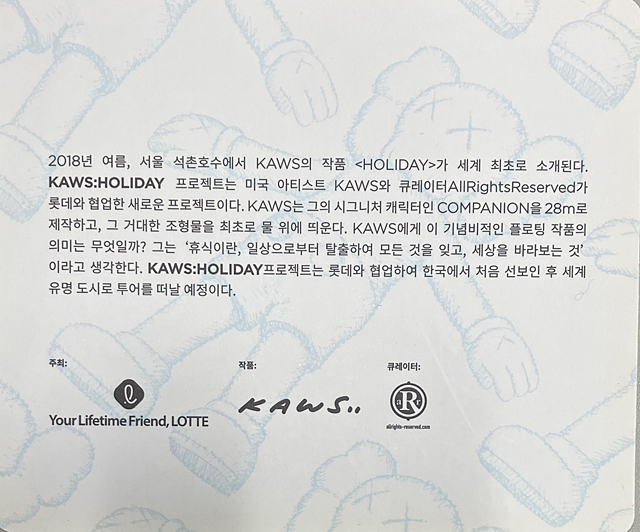 2018년 여름, 서울 석촌호수에서 KAWS의 작품 <HOLIDAY>가 세계 최초로 소개된다.
KAWS:HOLIDAY 프로젝트는 미국 아티스트 KAWS와 큐레이터AllRightsReserved가
롯데와 협업한 새로운 프로젝트이다. KAWS는 그의 시그니처 캐릭터인 COMPANION을 28m로
제작하고, 그 거대한 조형물을 최초로 물 위에 띄운다. KAWS에게 이 기념비적인 플로팅 작품의
의미는 무엇일까? 그는 ‘휴식이란, 일상으로부터 탈출하여 모든 것을 잊고, 세상을 바라보는 것’
이라고 생각한다. KAWS:HOLIDAY프로젝트는 롯데와 협업하여 한국에서 처음 선보인 후 세계
유명 도시로 투어를 떠날 예정이다.
주최: 작품: 큐레이터:
Your Lifetime Friend, LOTTE
KAWS..
aRr
allrights-reserved.com